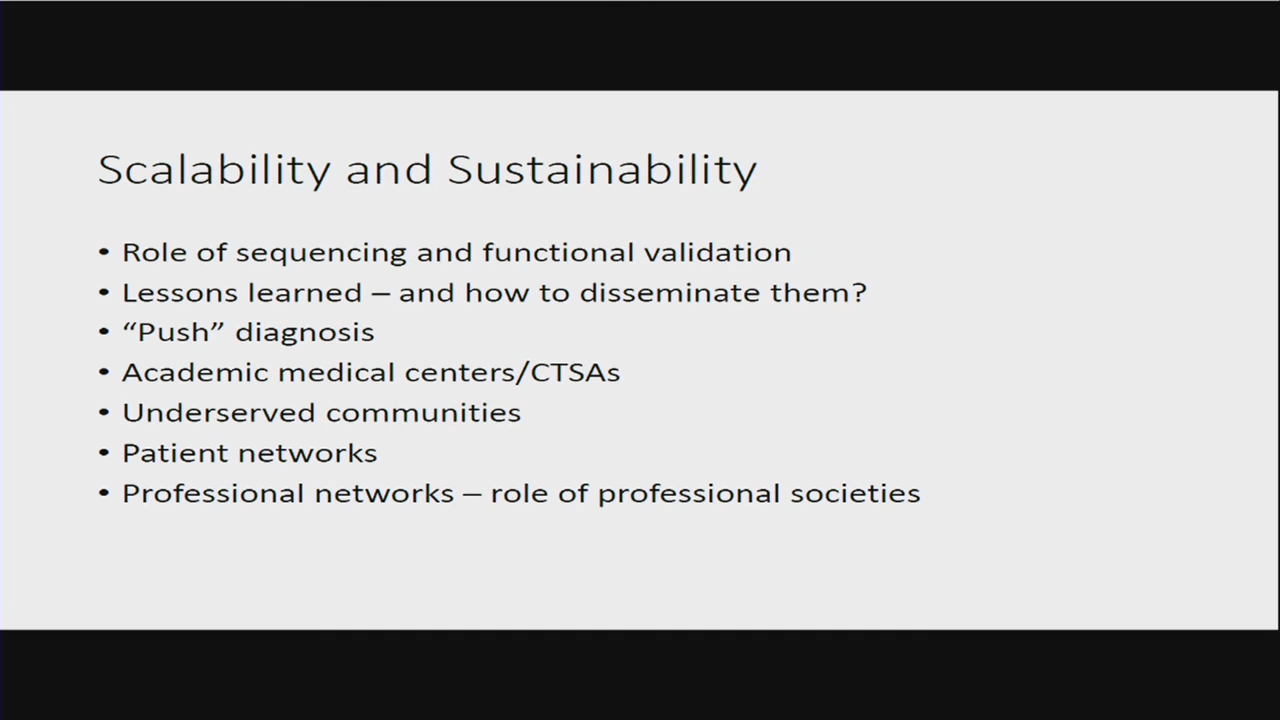 Scalability and Sustainability
• Role of sequencing and functional validation
• Lessons learned – and how to disseminate them?
• “Push” diagnosis
• Academic medical centers/CTSAs
• Underserved communities
• Patient networks
• Professional networks – role of professional societies